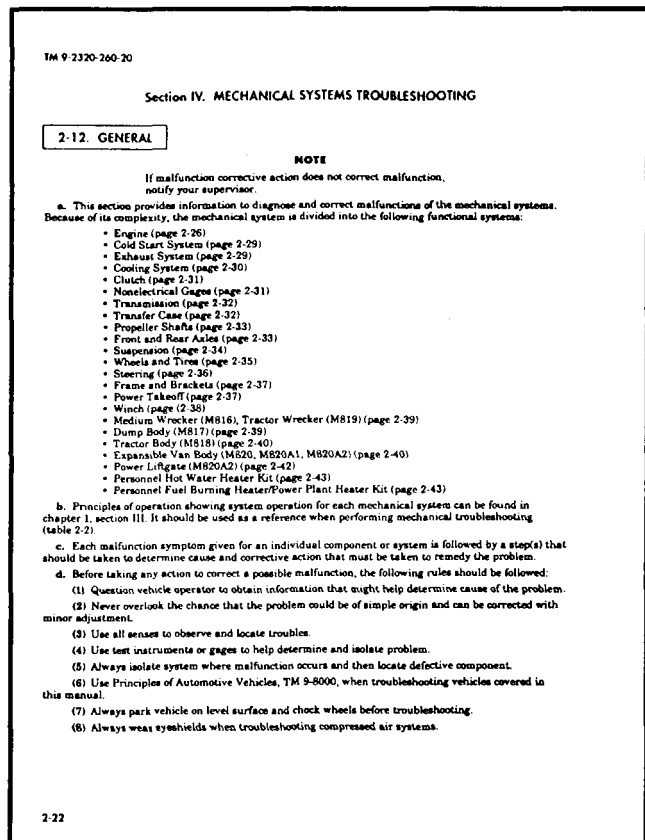 TM 9-2320-260-20
Section IV. MECHANICAL SYSTEMS TROUBLESHOOTING
2-12. GENERAL
NOTE
If malfunction corrective action does not correct malfunction,
notify your supervisor.
a. This section provides information to diagnose and correct malfunctions of the mechanical systems.
Because of its complexity, the mechanical system is divided into the following functional systems:
• Engine (page 2-26)
• Cold Start System (page 2-29)
• Exhaust System (page 2-29)
• Cooling System (page 2-30)
• Clutch (page 2-31)
• Nonelectrical Gages (page 2-31)
• Transmission (page 2-32)
• Transfer Case (page 2-32)
• Propeller Shafts (page 2-33)
• Front and Rear Axles (page 2-33)
• Suspension (page 2-34)
• Wheels and Tires (page 2-35)
• Steering (page 2-36)
• Frame and Brackets (page 2-37)
• Power Takeoff (page 2-37)
• Winch (page (2-38)
• Medium Wrecker (M816), Tractor Wrecker (M819) (page 2-39)
• Dump Body (M817) (page 2-39)
• Tractor Body (M818) (page 2-40)
• Expansible Van Body (M820, M820A1, M820A2) (page 2-40)
• Power Liftgate (M820A2) (page 2-42)
• Personnel Hot Water Heater Kit (page 2-43)
• Personnel Fuel Burning Heater/Power Plant Heater Kit (page 2-43)
b. Principles of operation showing system operation for each mechanical system can be found in
chapter 1, section III. It should be used as a reference when performing mechanical troubleshooting
(table 2-2).
c. Each malfunction symptom given for an individual component or system is followed by a step(s) that
should be taken to determine cause and corrective action that must be taken to remedy the problem.
d. Before taking any action to correct a possible malfunction, the following rules should be followed:
(1) Question vehicle operator to obtain information that might help determine cause of the problem.
(2) Never overlook the chance that the problem could be of simple origin and can be corrected with
minor adjustment.
(3) Use all senses to observe and locate troubles.
(4) Use test instruments or gages to help determine and isolate problem.
(5) Always isolate system where malfunction occurs and then locate defective component.
(6) Use Principles of Automotive Vehicles, TM 9-8000, when troubleshooting vehicles covered in
this manual.
(7) Always park vehicle on level surface and chock wheels before troubleshooting.
(8) Always wear eyeshields when troubleshooting compressed air systems.
2-22